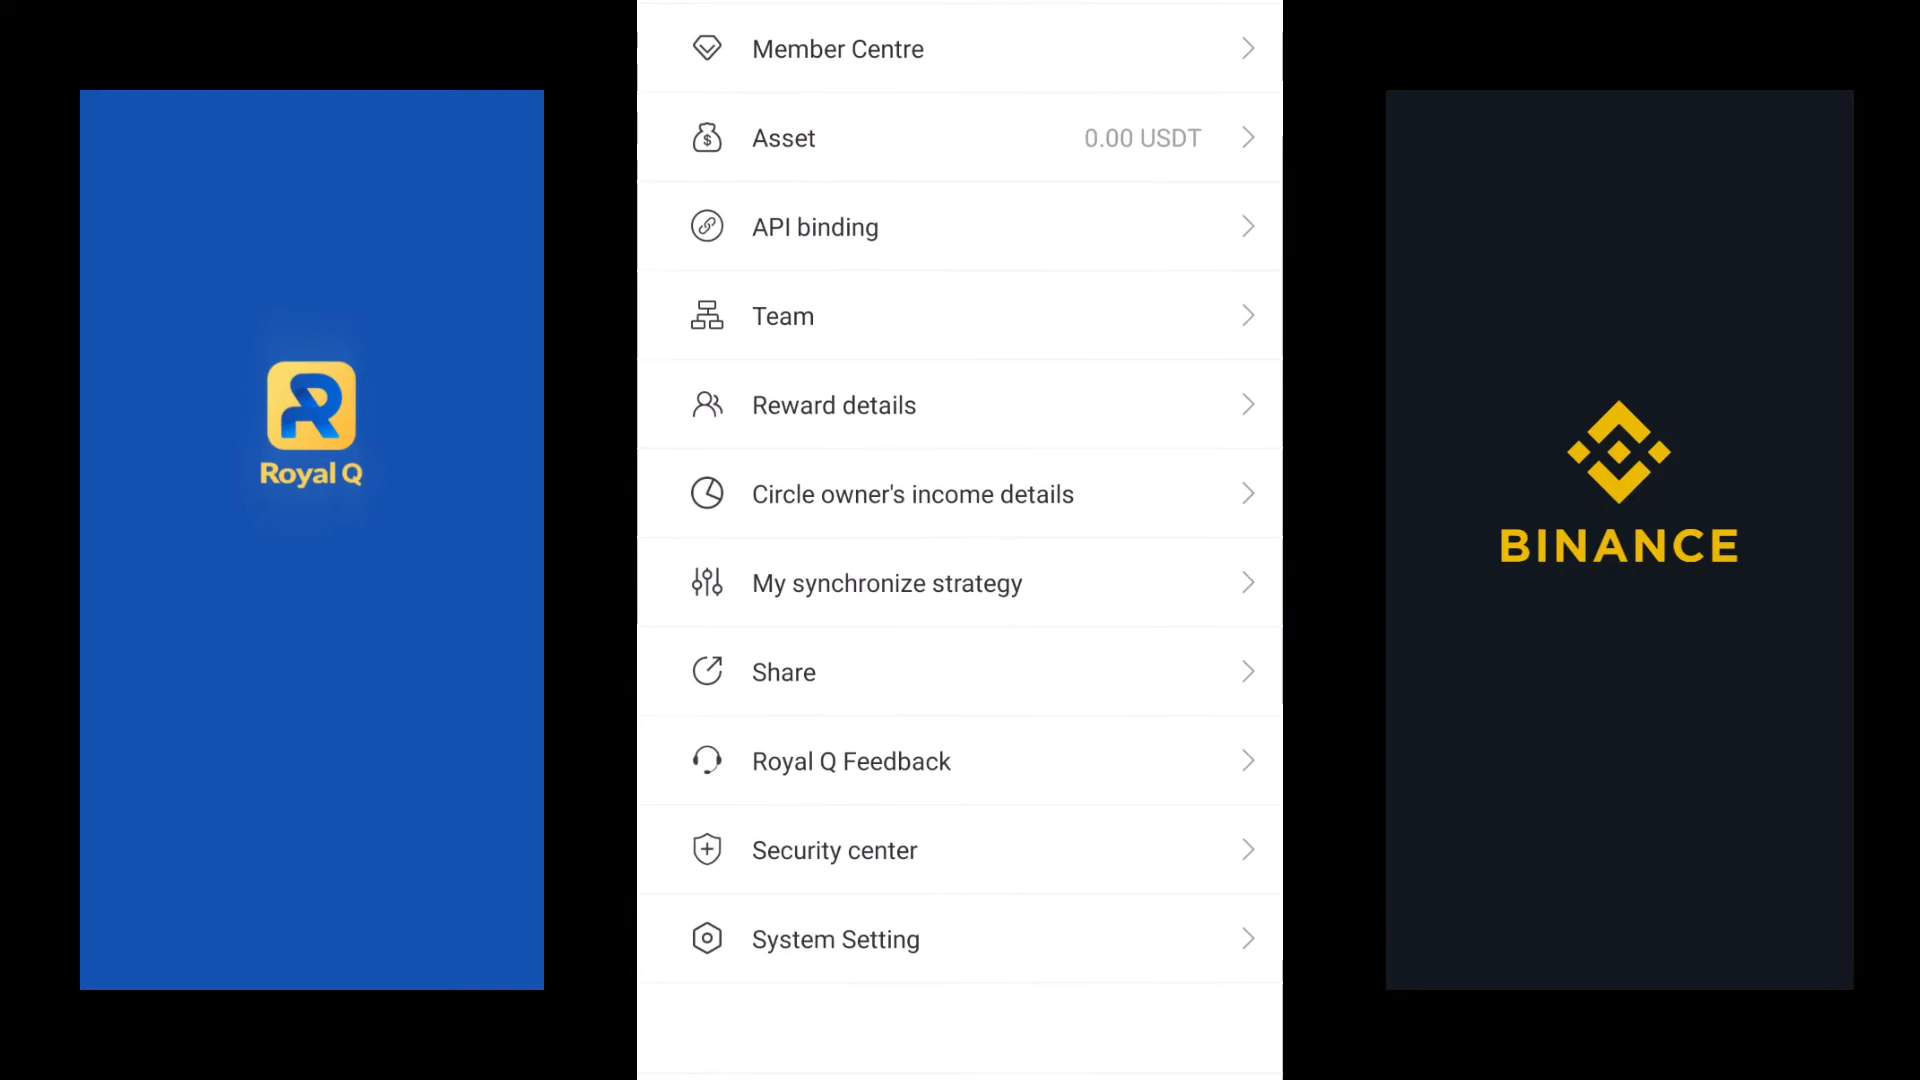 Royal Q
Member Centre
Asset 0.00 USDT
API binding
Team
Reward details
Circle owner's income details
My synchronize strategy
Share
Royal Q Feedback
Security center
System Setting
BINANCE